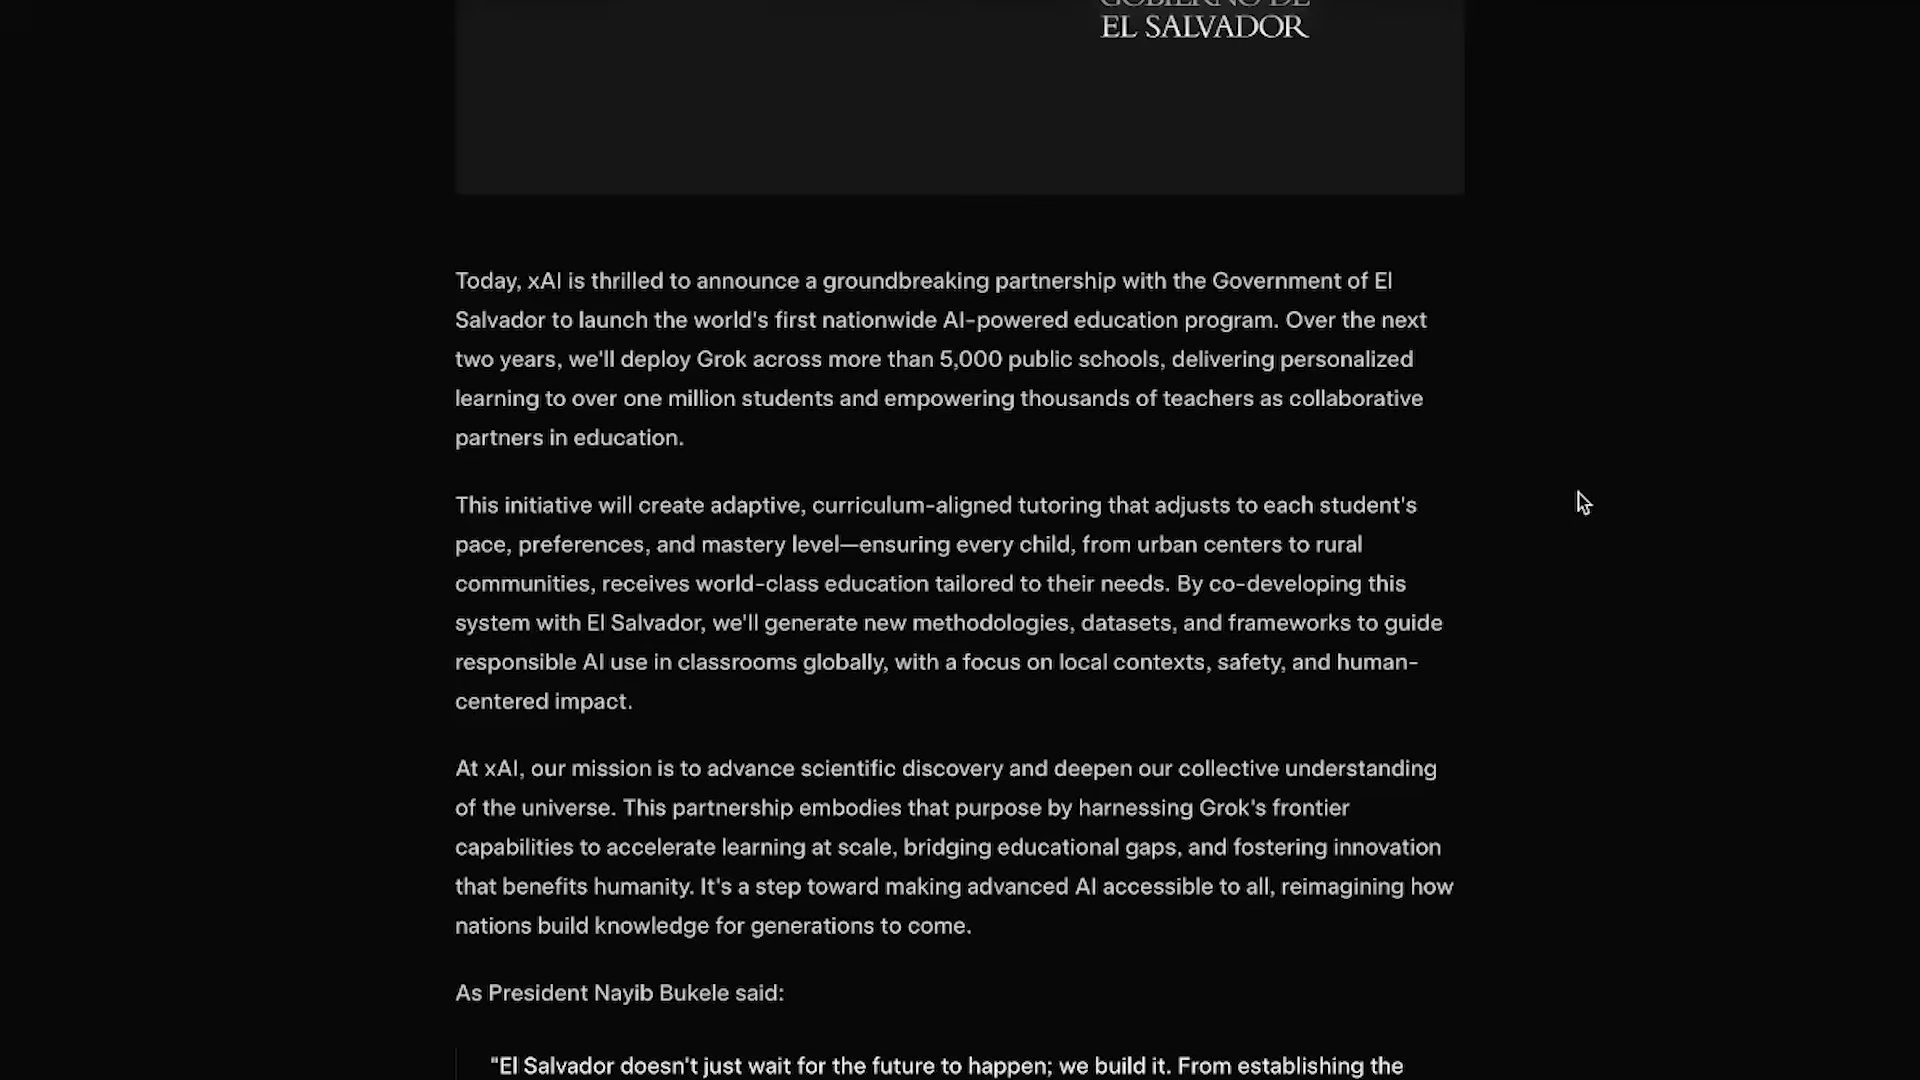 GOBIERNO DE
EL SALVADOR
Today, xAI is thrilled to announce a groundbreaking partnership with the Government of El
Salvador to launch the world's first nationwide AI-powered education program. Over the next
two years, we'll deploy Grok across more than 5,000 public schools, delivering personalized
learning to over one million students and empowering thousands of teachers as collaborative
partners in education.
This initiative will create adaptive, curriculum-aligned tutoring that adjusts to each student's
pace, preferences, and mastery level—ensuring every child, from urban centers to rural
communities, receives world-class education tailored to their needs. By co-developing this
system with El Salvador, we'll generate new methodologies, datasets, and frameworks to guide
responsible AI use in classrooms globally, with a focus on local contexts, safety, and human-
centered impact.
At xAI, our mission is to advance scientific discovery and deepen our collective understanding
of the universe. This partnership embodies that purpose by harnessing Grok's frontier
capabilities to accelerate learning at scale, bridging educational gaps, and fostering innovation
that benefits humanity. It's a step toward making advanced AI accessible to all, reimagining how
nations build knowledge for generations to come.
As President Nayib Bukele said:
"El Salvador doesn't just wait for the future to happen; we build it. From establishing the